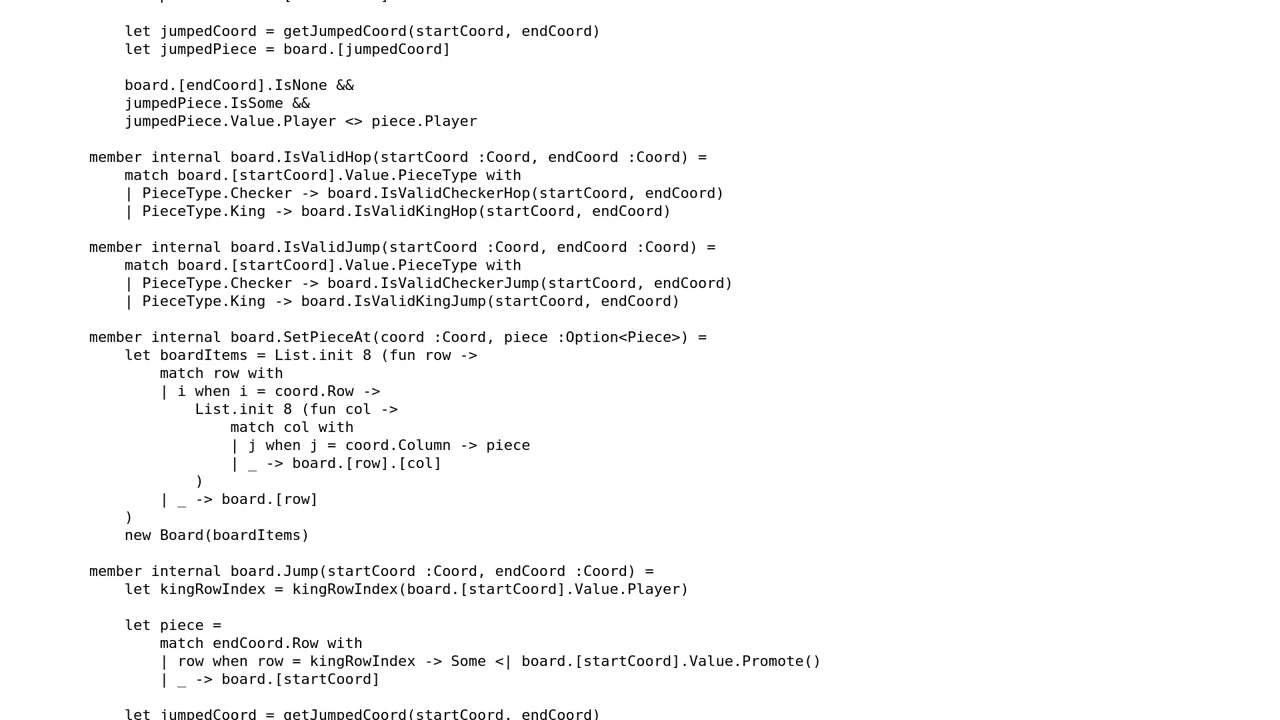 let jumpedCoord = getJumpedCoord(startCoord, endCoord)
let jumpedPiece = board.[jumpedCoord]

board.[endCoord].IsNone &&
jumpedPiece.IsSome &&
jumpedPiece.Value.Player <> piece.Player

member internal board.IsValidHop(startCoord :Coord, endCoord :Coord) =
    match board.[startCoord].Value.PieceType with
    | PieceType.Checker -> board.IsValidCheckerHop(startCoord, endCoord)
    | PieceType.King -> board.IsValidKingHop(startCoord, endCoord)

member internal board.IsValidJump(startCoord :Coord, endCoord :Coord) =
    match board.[startCoord].Value.PieceType with
    | PieceType.Checker -> board.IsValidCheckerJump(startCoord, endCoord)
    | PieceType.King -> board.IsValidKingJump(startCoord, endCoord)

member internal board.SetPieceAt(coord :Coord, piece :Option<Piece>) =
    let boardItems = List.init 8 (fun row ->
        match row with
        | i when i = coord.Row ->
            List.init 8 (fun col ->
                match col with
                | j when j = coord.Column -> piece
                | _ -> board.[row].[col]
            )
        | _ -> board.[row]
    )
    new Board(boardItems)

member internal board.Jump(startCoord :Coord, endCoord :Coord) =
    let kingRowIndex = kingRowIndex(board.[startCoord].Value.Player)

    let piece =
        match endCoord.Row with
        | row when row = kingRowIndex -> Some <| board.[startCoord].Value.Promote()
        | _ -> board.[startCoord]

    let jumpedCoord = getJumpedCoord(startCoord, endCoord)